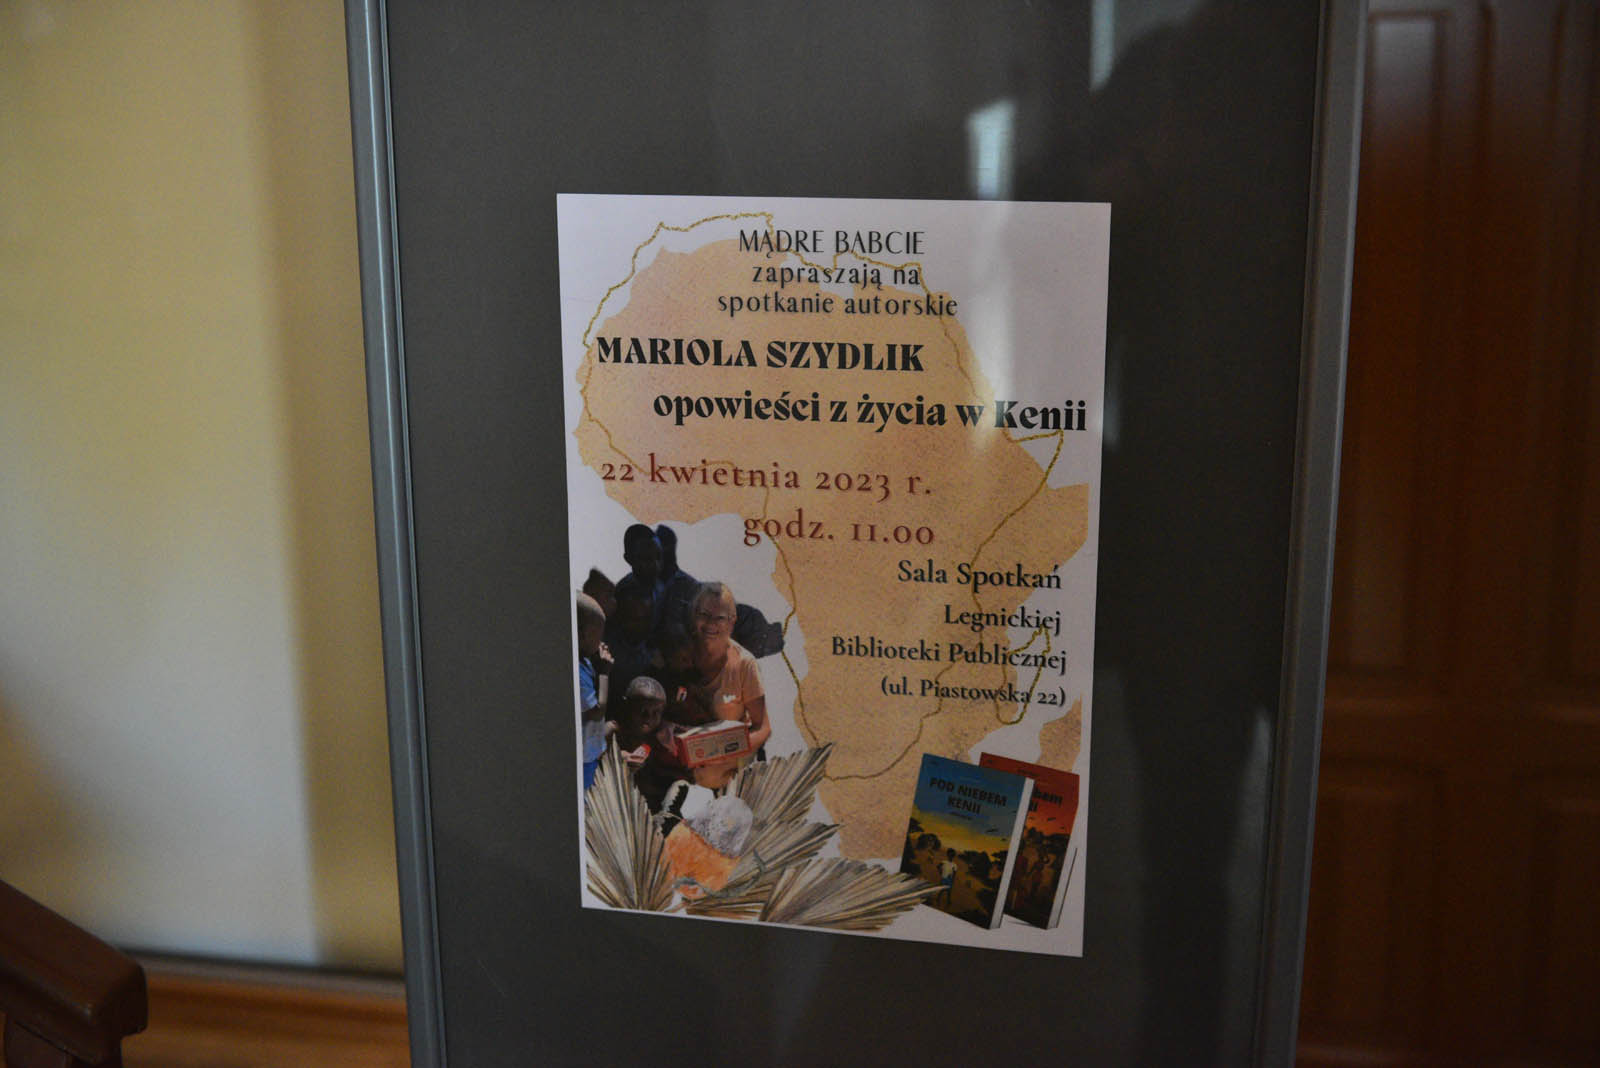 MĄDRE BABCIE
zapraszają na
spotkanie autorskie
MARIOLA SZYDLIK
opowieści z życia w Kenii
22 kwietnia 2023 r.
godz. 11.00
Sala Spotkań
Legnickiej
Biblioteki Publicznej
(ul. Piastowska 22)
POD NIEBEM
KENII